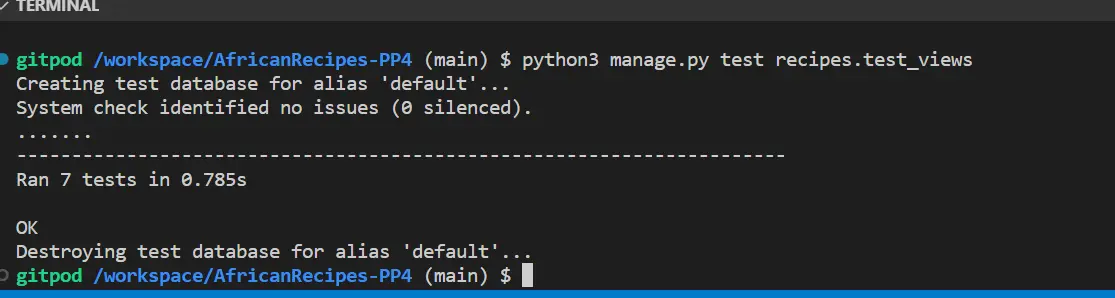 TERMINAL
gitpod /workspace/AfricanRecipes-PP4 (main) $ python3 manage.py test recipes.test_views
Creating test database for alias 'default'...
System check identified no issues (0 silenced).
.......
----------------------------------------------------------------------
Ran 7 tests in 0.785s
OK
Destroying test database for alias 'default'...
gitpod /workspace/AfricanRecipes-PP4 (main) $